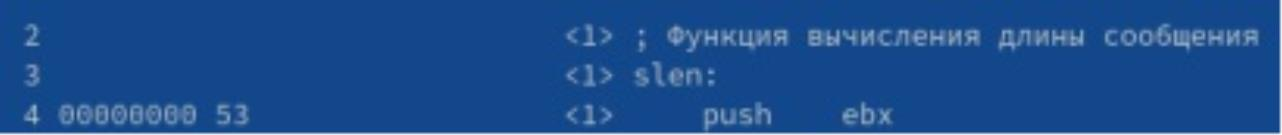 2 <1> ; Функция вычисления длины сообщения
3 <1> slen:
4 00000000 53 <1> push ebx